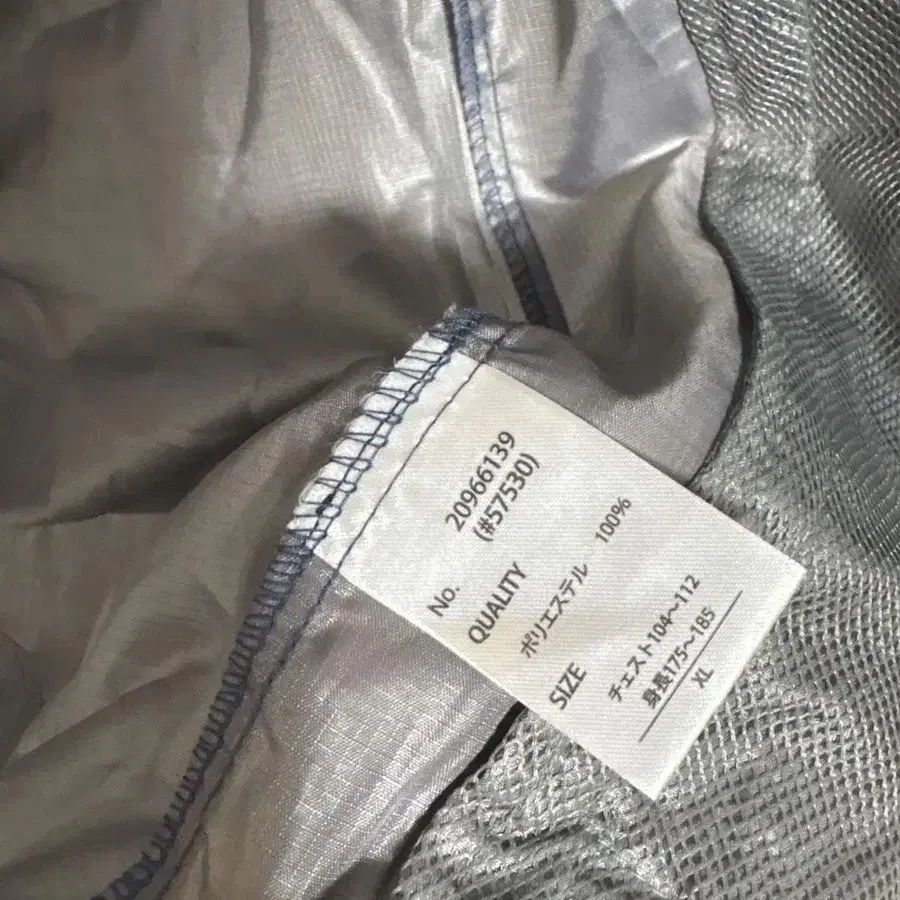 No. 20966139
(#57530)
QUALITY
ポリエステル 100%
SIZE
チェスト104〜112
身長175〜185
XL